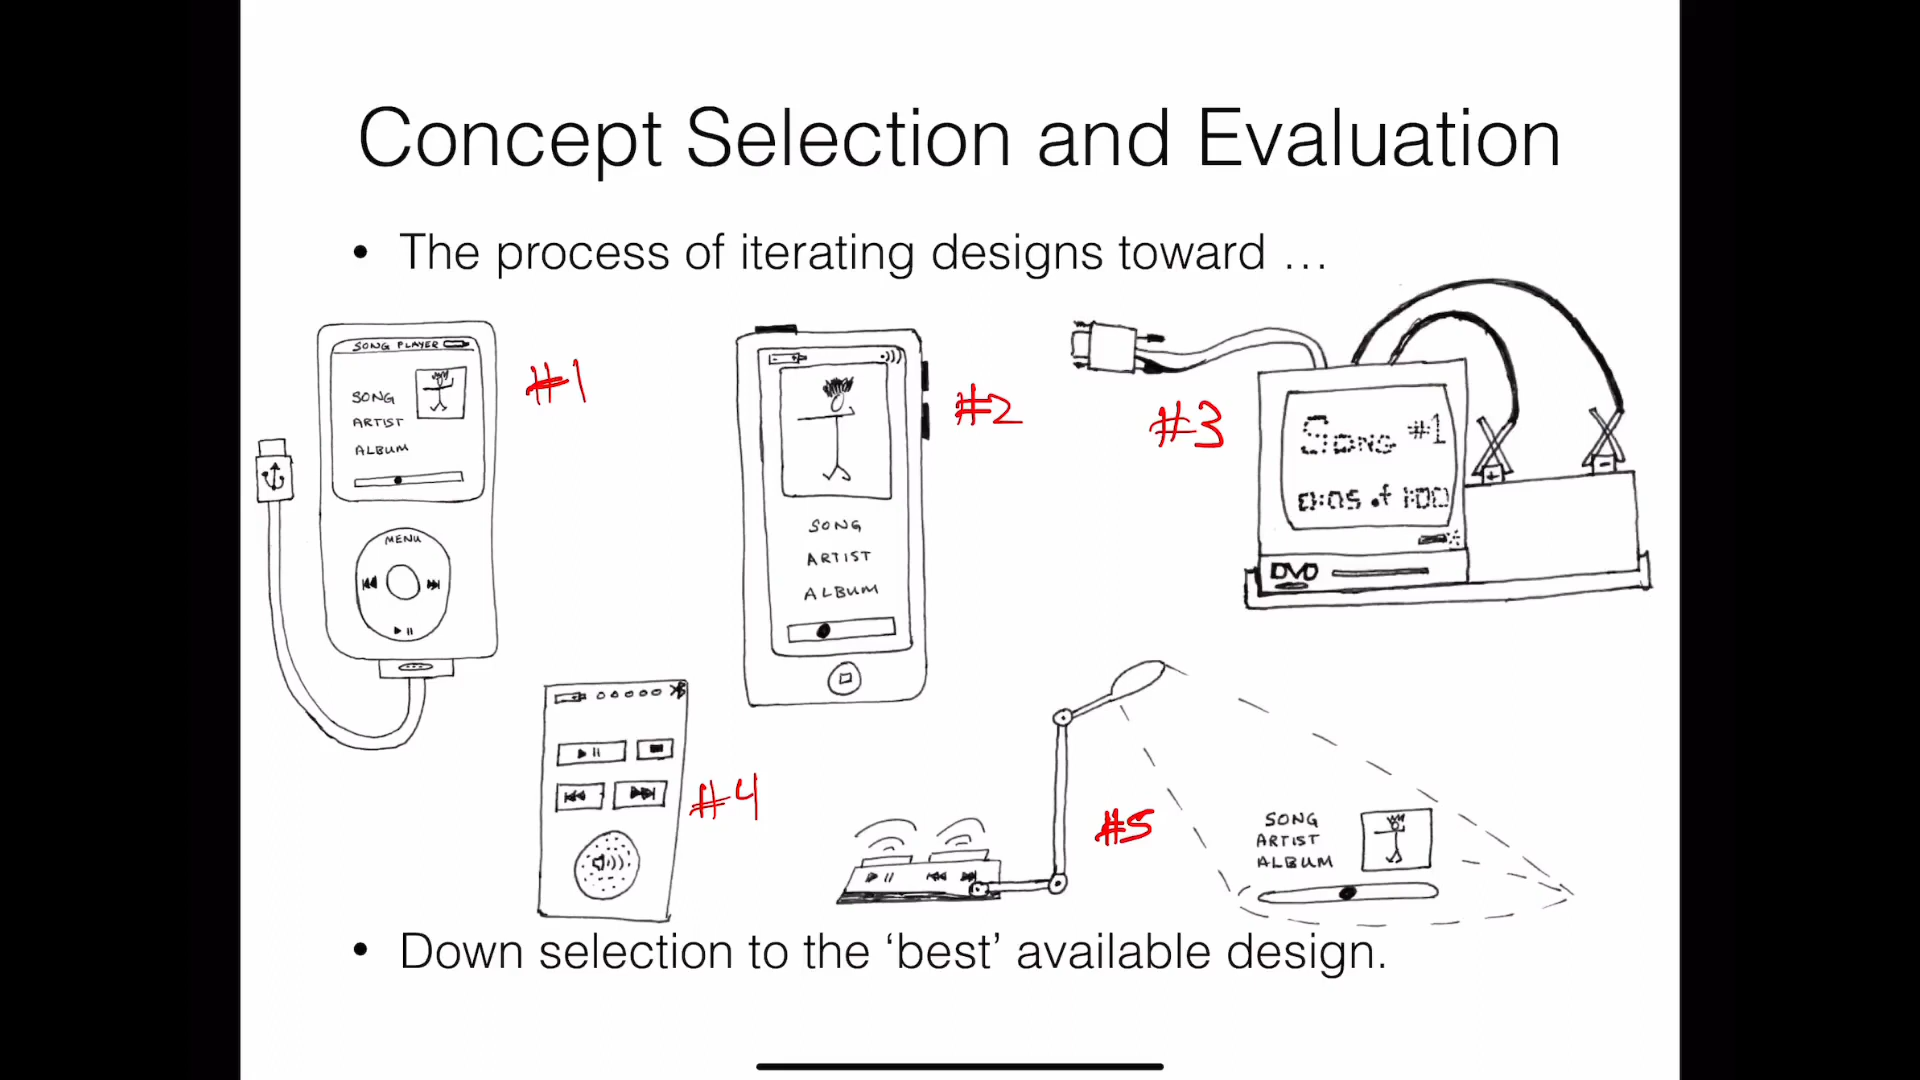 Concept Selection and Evaluation
• The process of iterating designs toward …
SONG PLAYER
SONG
ARTIST
ALBUM
MENU
#1
SONG
ARTIST
ALBUM
#2
#3
SONG #1
0:05 of 1:00
DVD
#4
#5
SONG
ARTIST
ALBUM
• Down selection to the ‘best’ available design.